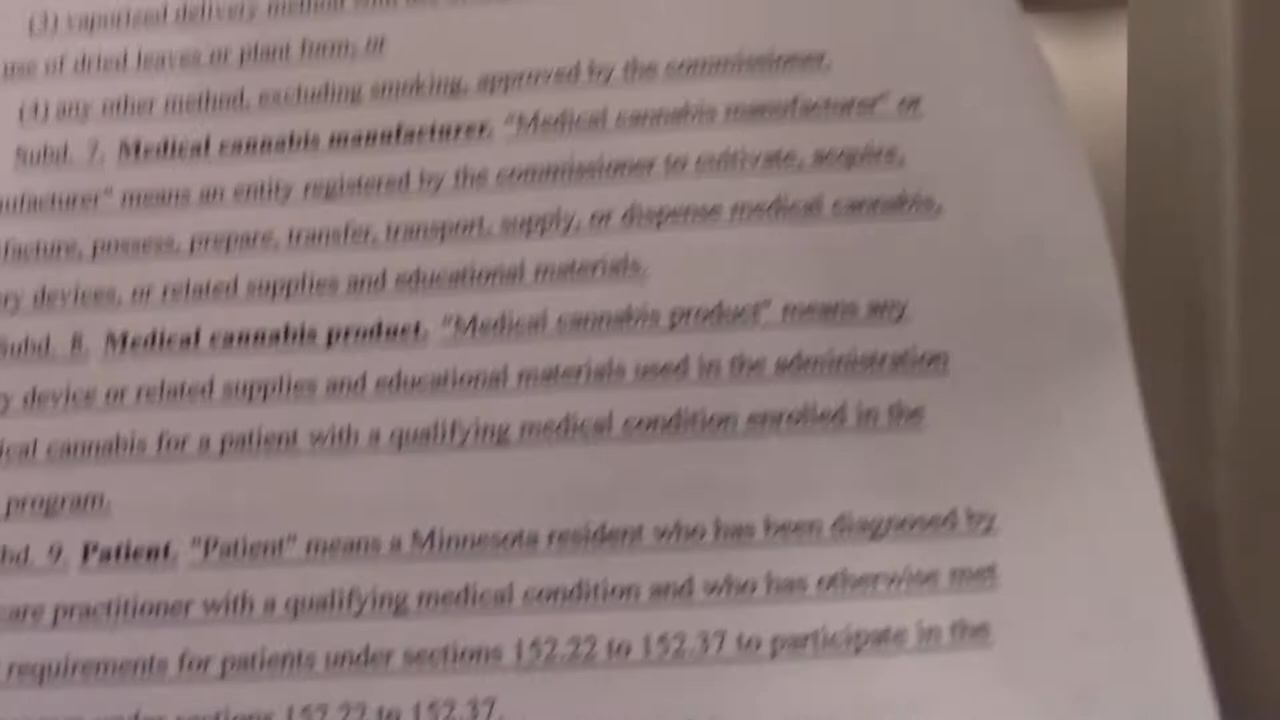 (3) vaporized delivery method
use of dried leaves or plant form; or
(4) any other method, excluding smoking, approved by the commissioner.
Subd. 7. Medical cannabis manufacturer. "Medical cannabis manufacturer" or
ufacturer" means an entity registered by the commissioner to cultivate, acquire,
facture, possess, prepare, transfer, transport, supply, or dispense medical cannabis,
ry devices, or related supplies and educational materials.
Subd. 8. Medical cannabis product. "Medical cannabis product" means any
y device or related supplies and educational materials used in the administration
ical cannabis for a patient with a qualifying medical condition enrolled in the
program.
bd. 9. Patient. "Patient" means a Minnesota resident who has been diagnosed by
care practitioner with a qualifying medical condition and who has otherwise met
requirements for patients under sections 152.22 to 152.37 to participate in the
under sections 152.22 to 152.37.